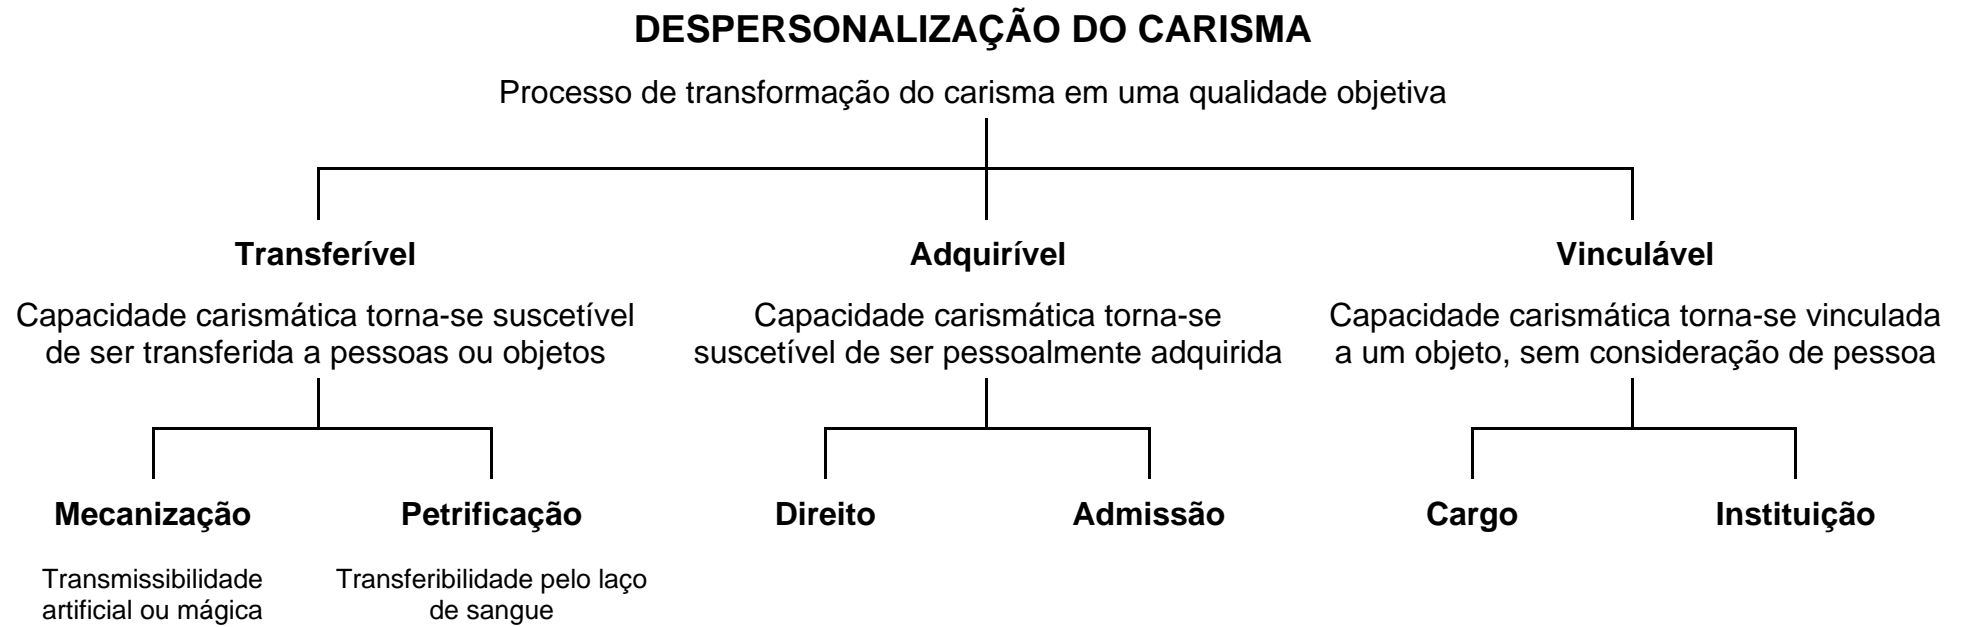 DESPERSONALIZAÇÃO DO CARISMA
Processo de transformação do carisma em uma qualidade objetiva
Transferível
Capacidade carismática torna-se suscetível
de ser transferida a pessoas ou objetos
Adquirível
Capacidade carismática torna-se
suscetível de ser pessoalmente adquirida
Vinculável
Capacidade carismática torna-se vinculada
a um objeto, sem consideração de pessoa
Mecanização
Transmissibilidade
artificial ou mágica
Petrificação
Transferibilidade pelo laço
de sangue
Direito
Admissão
Cargo
Instituição